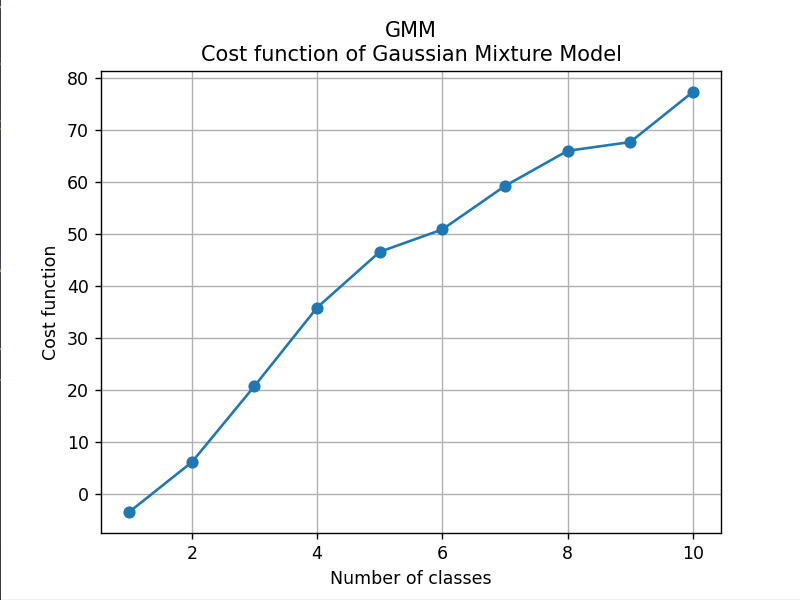 GMM
Cost function of Gaussian Mixture Model
80
70
60
50
40
30
20
10
0
Cost function
2 4 6 8 10
Number of classes